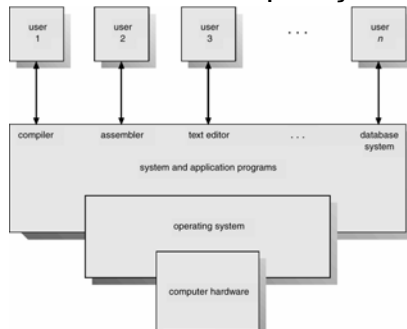 user
1
user
2
user
3
. . .
user
n
compiler
assembler
text editor
. . .
database
system
system and application programs
operating system
computer hardware